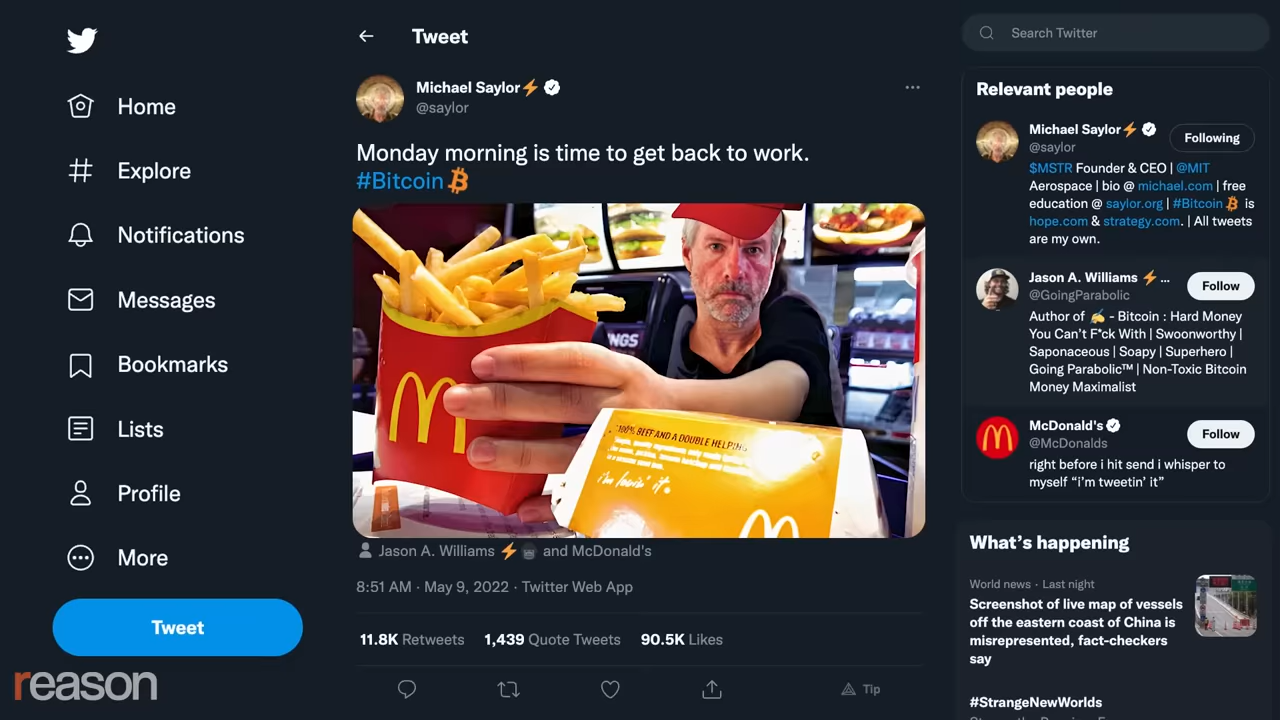 Home
Explore
Notifications
Messages
Bookmarks
Lists
Profile
More
Tweet
reason
Tweet
Michael Saylor⚡
@saylor
Monday morning is time to get back to work.
#Bitcoin
NGS
100% BEEF AND A DOUBLE HELPING
i'm lovin' it.
Jason A. Williams ⚡ and McDonald's
8:51 AM · May 9, 2022 · Twitter Web App
11.8K Retweets 1,439 Quote Tweets 90.5K Likes
Tip
Search Twitter
Relevant people
Michael Saylor⚡
@saylor
Following
$MSTR Founder & CEO | @MIT
Aerospace | bio @ michael.com | free
education @ saylor.org | #Bitcoin is
hope.com & strategy.com. | All tweets
are my own.
Jason A. Williams ⚡ ...
@GoingParabolic
Follow
Author of ✍ - Bitcoin : Hard Money
You Can't F*ck With | Swoonworthy |
Saponaceous | Soapy | Superhero |
Going Parabolic™ | Non-Toxic Bitcoin
Money Maximalist
McDonald's
@McDonalds
Follow
right before i hit send i whisper to
myself “i'm tweetin' it”
What's happening
World news · Last night
Screenshot of live map of vessels
off the eastern coast of China is
misrepresented, fact-checkers
say
#StrangeNewWorlds